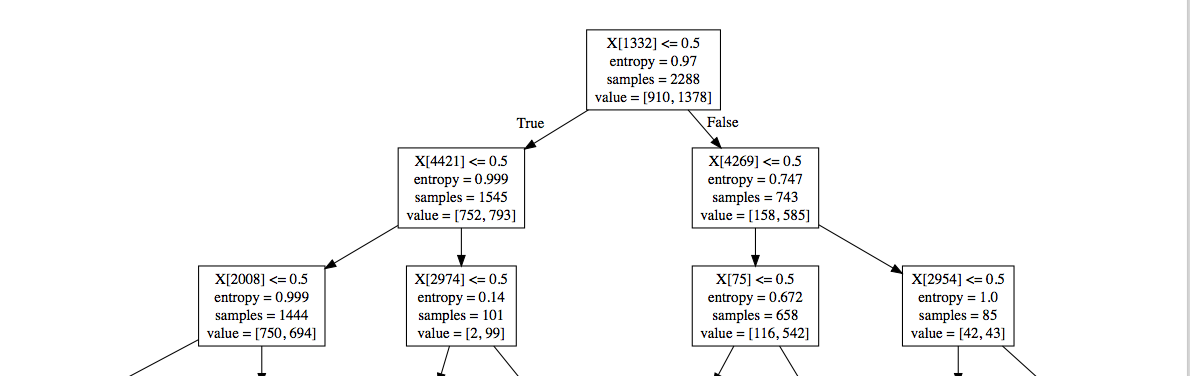 X[1332] <= 0.5
entropy = 0.97
samples = 2288
value = [910, 1378]
True
False
X[4421] <= 0.5
entropy = 0.999
samples = 1545
value = [752, 793]
X[4269] <= 0.5
entropy = 0.747
samples = 743
value = [158, 585]
X[2008] <= 0.5
entropy = 0.999
samples = 1444
value = [750, 694]
X[2974] <= 0.5
entropy = 0.14
samples = 101
value = [2, 99]
X[75] <= 0.5
entropy = 0.672
samples = 658
value = [116, 542]
X[2954] <= 0.5
entropy = 1.0
samples = 85
value = [42, 43]